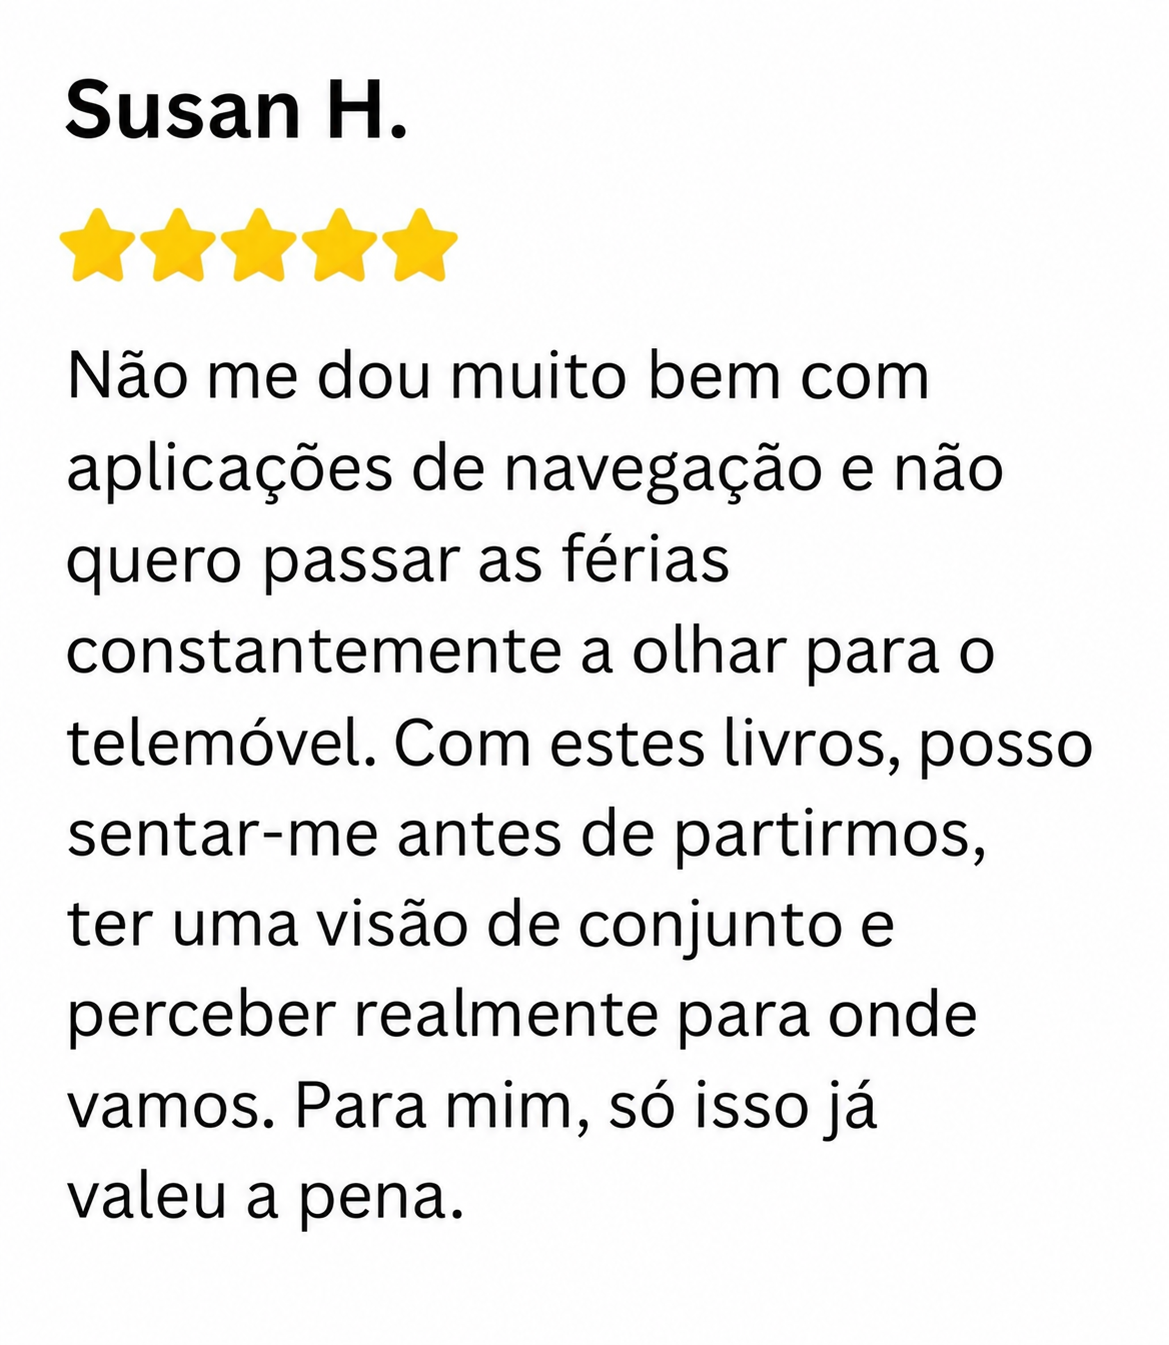 Susan H.
Não me dou muito bem com
aplicações de navegação e não
quero passar as férias
constantemente a olhar para o
telemóvel. Com estes livros, posso
sentar-me antes de partirmos,
ter uma visão de conjunto e
perceber realmente para onde
vamos. Para mim, só isso já
valeu a pena.